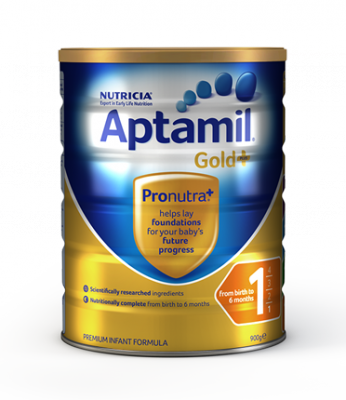 NUTRICIA
Expert in Early Life Nutrition
Aptamil
Gold+
Pronutra+
helps lay
foundations
for your baby's
future
progress
Scientifically researched ingredients
Nutritionally complete from birth to 6 months
from birth to
6 months
1
PREMIUM INFANT FORMULA
900g